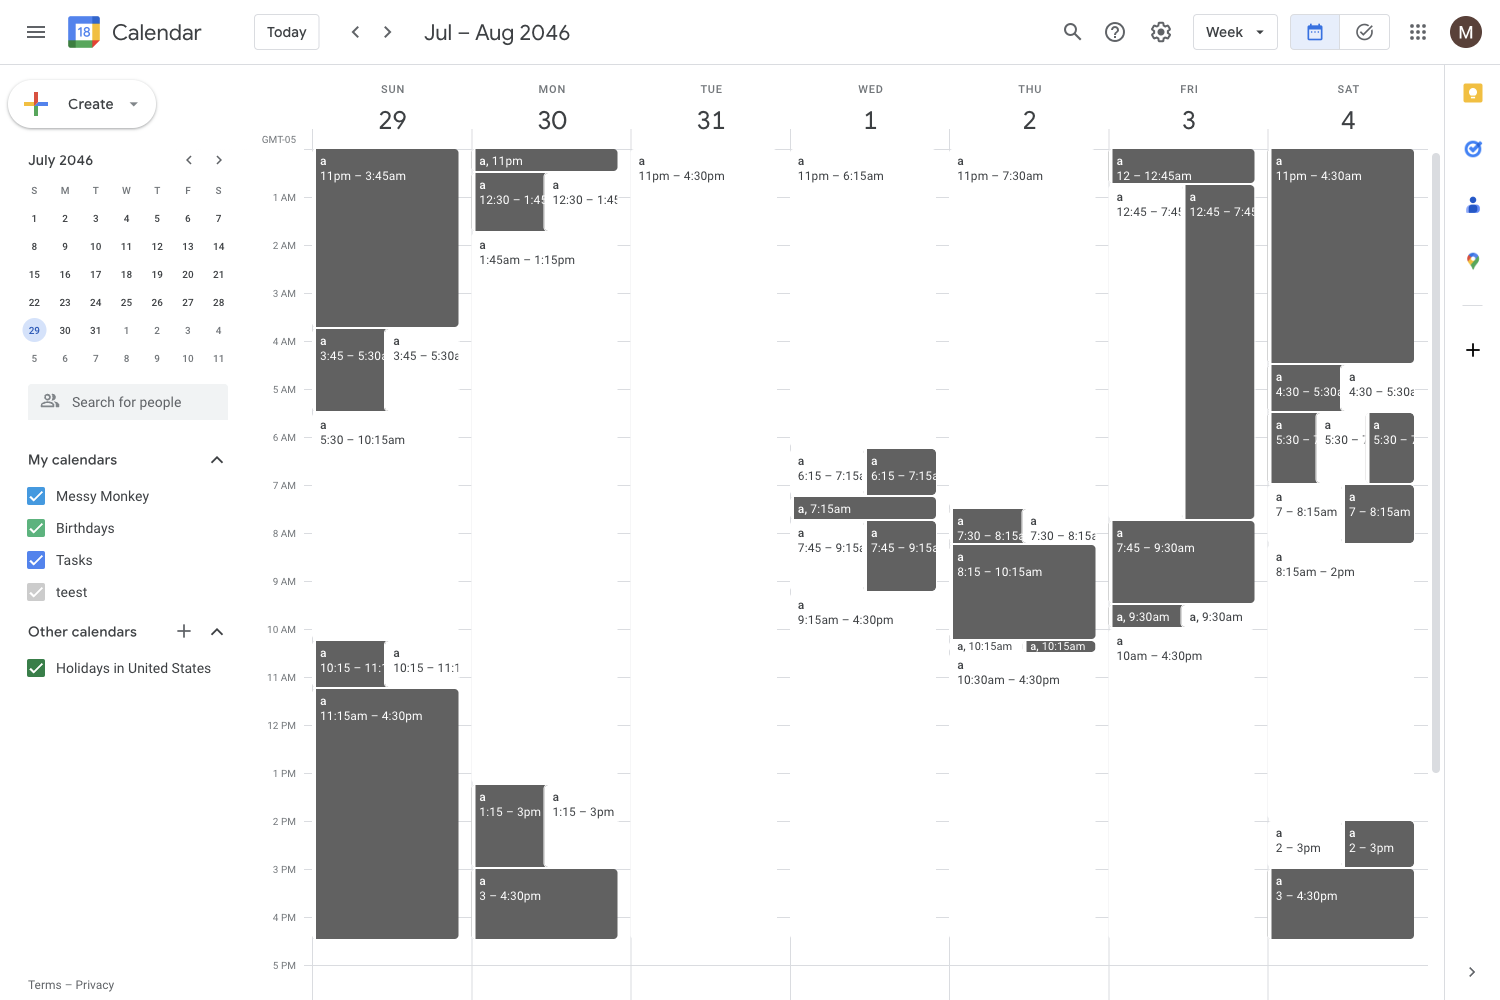 18 Calendar Today Jul – Aug 2046 Week M
Create
July 2046
S M T W T F S
1 2 3 4 5 6 7
8 9 10 11 12 13 14
15 16 17 18 19 20 21
22 23 24 25 26 27 28
29 30 31 1 2 3 4
5 6 7 8 9 10 11
Search for people
My calendars
Messy Monkey
Birthdays
Tasks
teest
Other calendars
Holidays in United States
Terms – Privacy
SUN MON TUE WED THU FRI SAT
29 30 31 1 2 3 4
GMT-05
1 AM
2 AM
3 AM
4 AM
5 AM
6 AM
7 AM
8 AM
9 AM
10 AM
11 AM
12 PM
1 PM
2 PM
3 PM
4 PM
5 PM
a
11pm – 3:45am
a
3:45 – 5:30a
a
3:45 – 5:30a
a
5:30 – 10:15am
a
10:15 – 11:1
a
10:15 – 11:1
a
11:15am – 4:30pm
a, 11pm
a
12:30 – 1:45
a
12:30 – 1:45
a
1:45am – 1:15pm
a
1:15 – 3pm
a
1:15 – 3pm
a
3 – 4:30pm
a
11pm – 4:30pm
a
11pm – 6:15am
a
6:15 – 7:15a
a
6:15 – 7:15a
a, 7:15am
a
7:45 – 9:15a
a
7:45 – 9:15a
a
9:15am – 4:30pm
a
11pm – 7:30am
a
7:30 – 8:15a
a
7:30 – 8:15a
a
8:15 – 10:15am
a, 10:15am
a, 10:15am
a
10:30am – 4:30pm
a
12 – 12:45am
a
12:45 – 7:45
a
12:45 – 7:45
a
7:45 – 9:30am
a, 9:30am
a, 9:30am
a
10am – 4:30pm
a
11pm – 4:30am
a
4:30 – 5:30a
a
4:30 – 5:30a
a
5:30 – 7
a
5:30 – 7
a
5:30 – 7
a
7 – 8:15am
a
7 – 8:15am
a
8:15am – 2pm
a
2 – 3pm
a
2 – 3pm
a
3 – 4:30pm